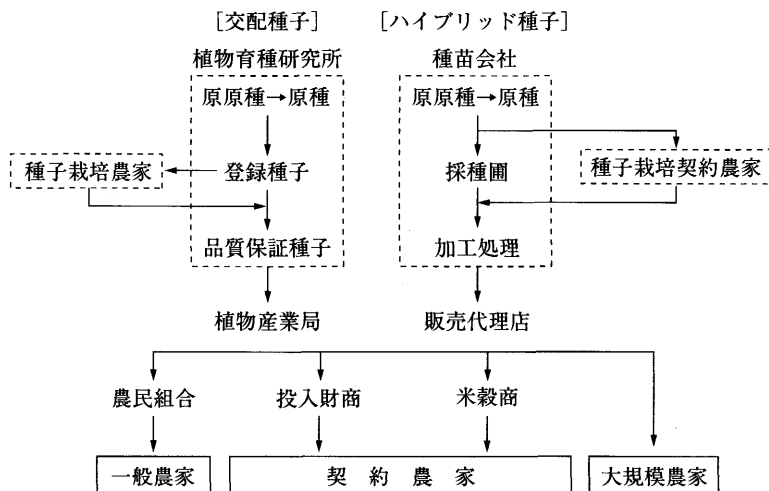 [交配種子] [ハイブリッド種子]
植物育種研究所 種苗会社
原原種→原種 原原種→原種
種子栽培農家 登録種子 採種圃 種子栽培契約農家
品質保証種子 加工処理
植物産業局 販売代理店
農民組合 投入財商 米穀商
一般農家 契約農家 大規模農家